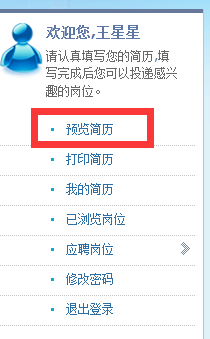 欢迎您,王星星
请认真填写您的简历,填
写完成后您可以投递感兴
趣的岗位。
预览简历
打印简历
我的简历
已浏览岗位
应聘岗位
修改密码
退出登录